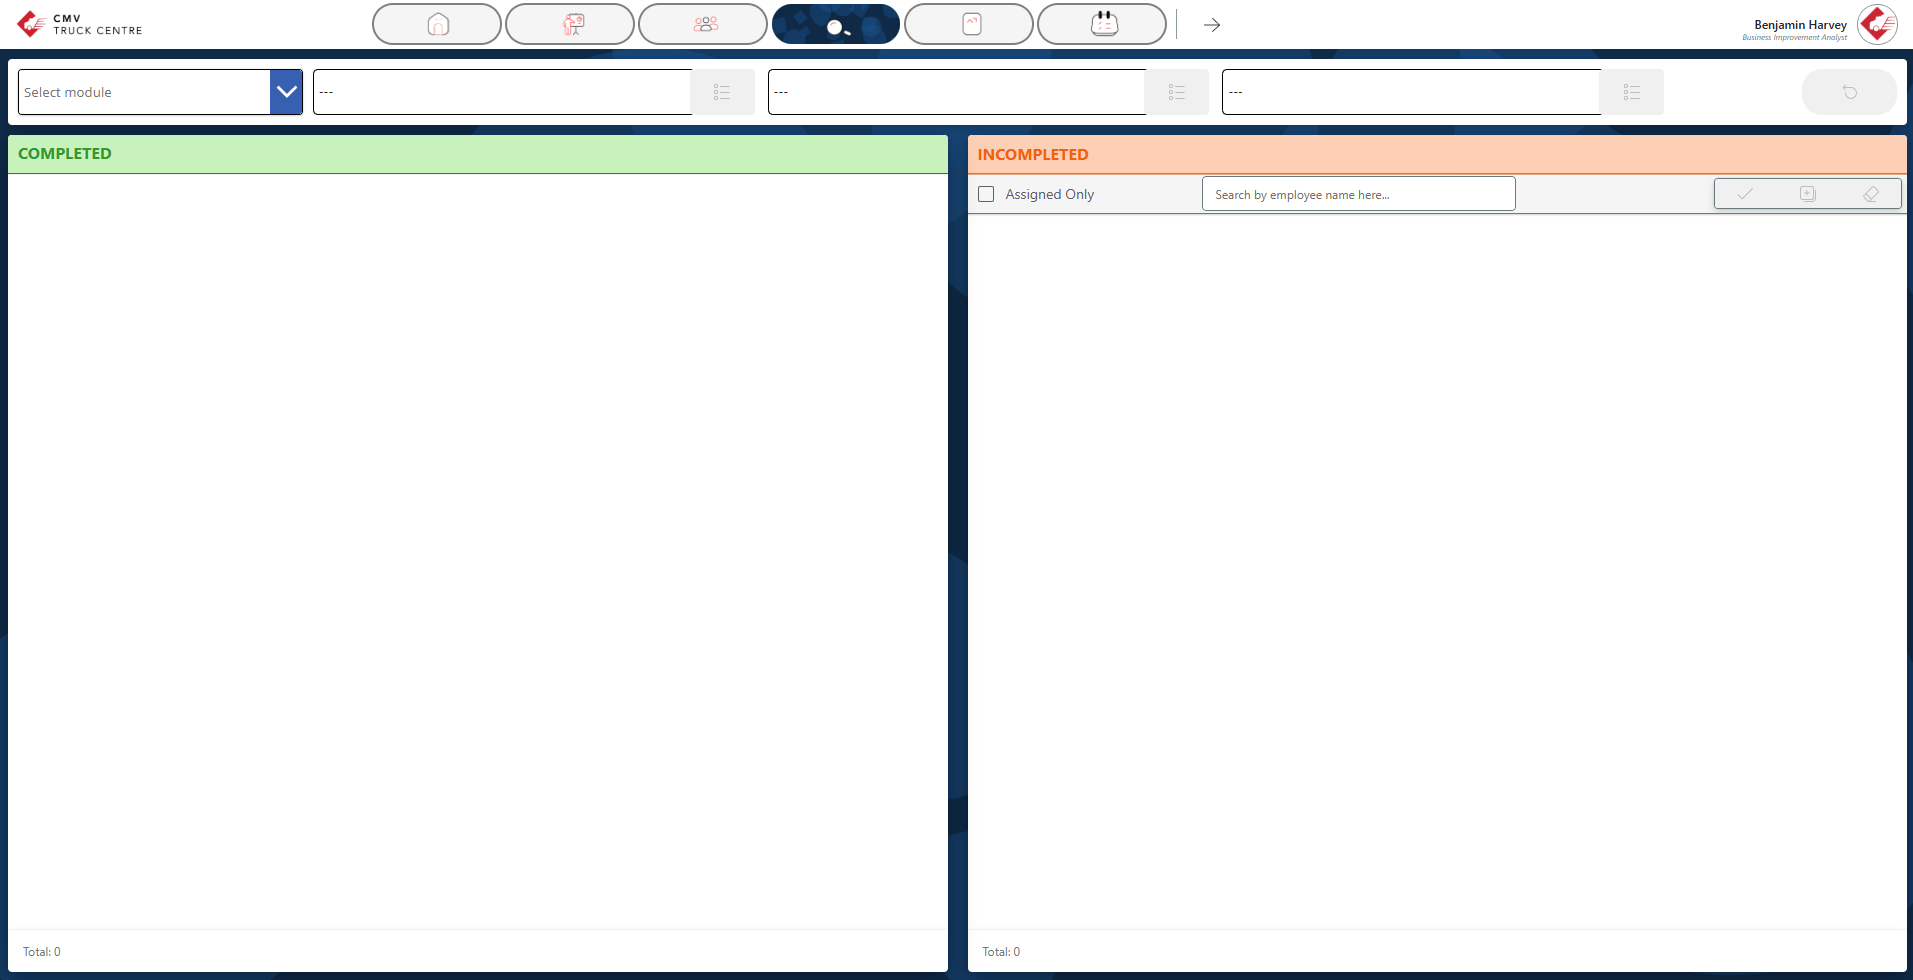 CMV
TRUCK CENTRE
Benjamin Harvey
Business Improvement Analyst
Select module
---
---
---
COMPLETED
INCOMPLETED
Assigned Only
Search by employee name here...
Total: 0
Total: 0